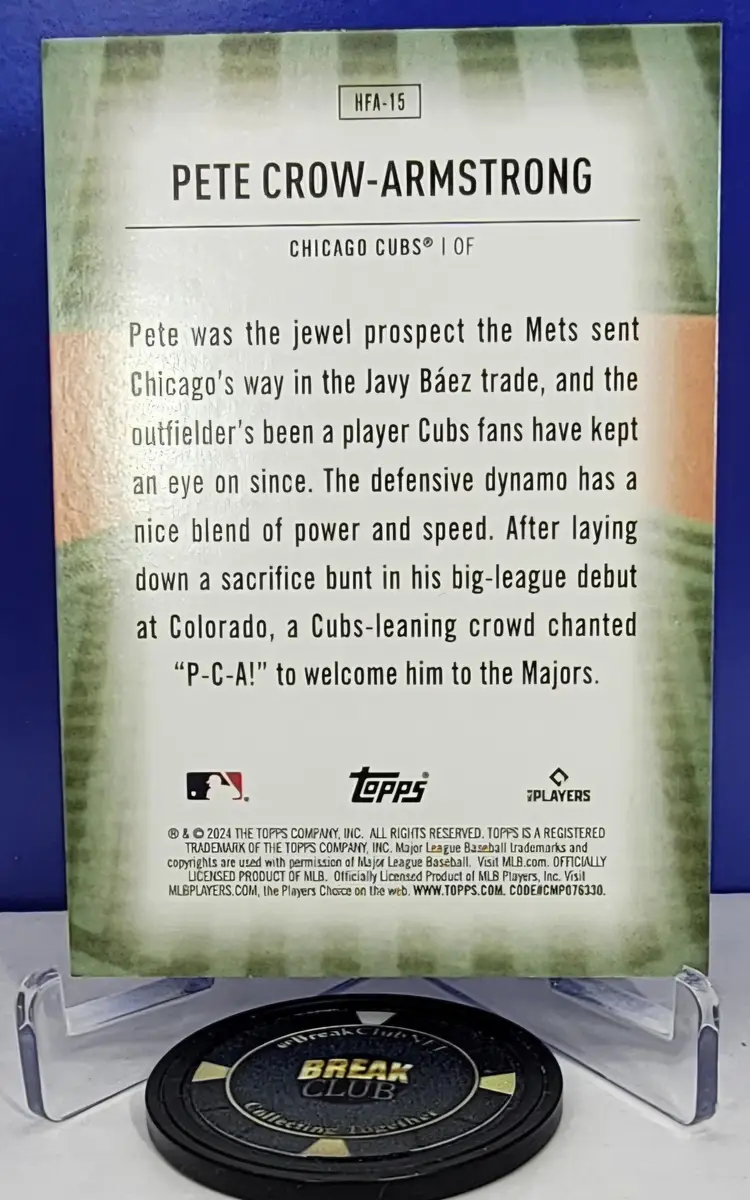 HFA-15
PETE CROW-ARMSTRONG
CHICAGO CUBS® | OF
Pete was the jewel prospect the Mets sent
Chicago's way in the Javy Báez trade, and the
outfielder's been a player Cubs fans have kept
an eye on since. The defensive dynamo has a
nice blend of power and speed. After laying
down a sacrifice bunt in his big-league debut
at Colorado, a Cubs-leaning crowd chanted
“P-C-A!” to welcome him to the Majors.
Topps®
PLAYERS
® & © 2024 THE TOPPS COMPANY, INC. ALL RIGHTS RESERVED. TOPPS IS A REGISTERED
TRADEMARK OF THE TOPPS COMPANY, INC. Major League Baseball trademarks and
copyrights are used with permission of Major League Baseball. Visit MLB.com. OFFICIALLY
LICENSED PRODUCT OF MLB. Officially Licensed Product of MLB Players, Inc. Visit
MLBPLAYERS.COM, the Players Choice on the web. WWW.TOPPS.COM. CODE#CMP076330.
BREAK
CLUB
Collecting Together